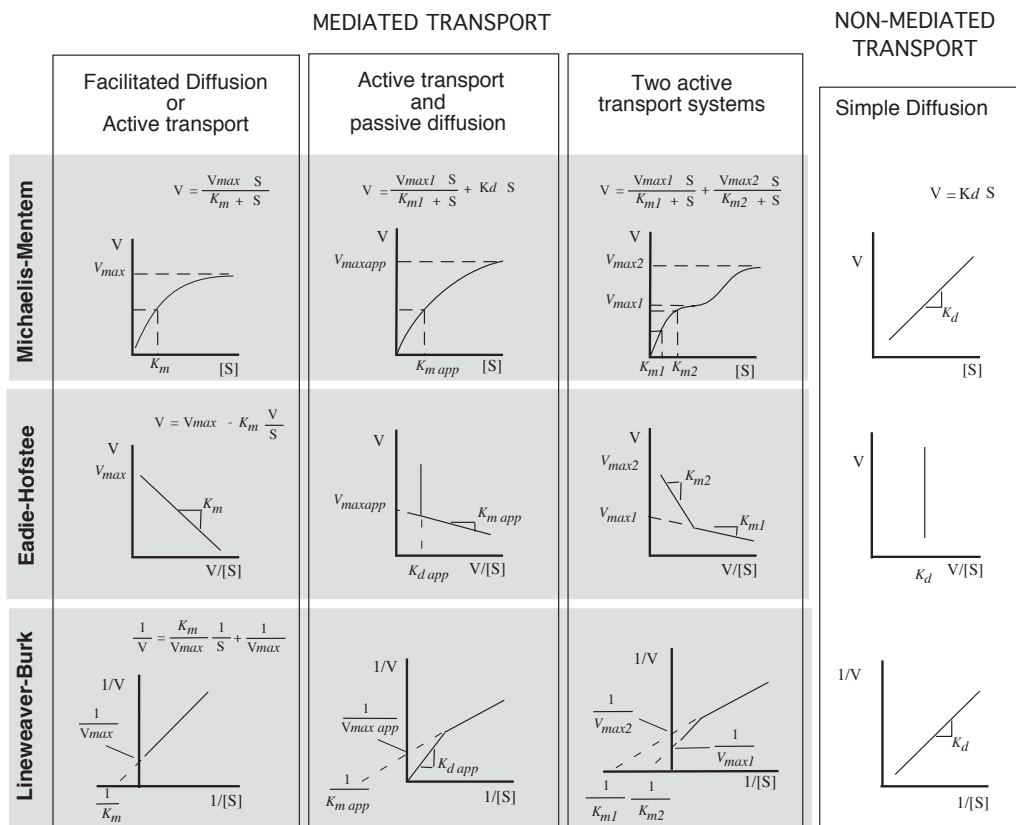 MEDIATED TRANSPORT
NON-MEDIATED
TRANSPORT
Facilitated Diffusion
or
Active transport
Active transport
and
passive diffusion
Two active
transport systems
Simple Diffusion
Michaelis-Mentem
V = Vmax S / Km + S
V
Vmax
Km
[S]
V = Vmax1 S / Km1 + S + Kd S
V
Vmaxapp
Km app
[S]
V = Vmax1 S / Km1 + S + Vmax2 S / Km2 + S
V
Vmax2
Vmax1
Km1
Km2
[S]
V = Kd S
V
Kd
[S]
Eadie-Hofstee
V = Vmax - Km V / S
V
Vmax
Km
V/[S]
V
Vmaxapp
Km app
Kd app
V/[S]
V
Vmax2
Km2
Vmax1
Km1
V/[S]
V
Kd
V/[S]
Lineweaver-Burk
1 / V = Km / Vmax 1 / S + 1 / Vmax
1/V
1 / Vmax
1 / Km
1/[S]
1/V
1 / Vmax app
Kd app
1 / Km app
1/[S]
1/V
1 / Vmax2
1 / Vmax1
1 / Km1
1 / Km2
1/[S]
1/V
Kd
1/[S]